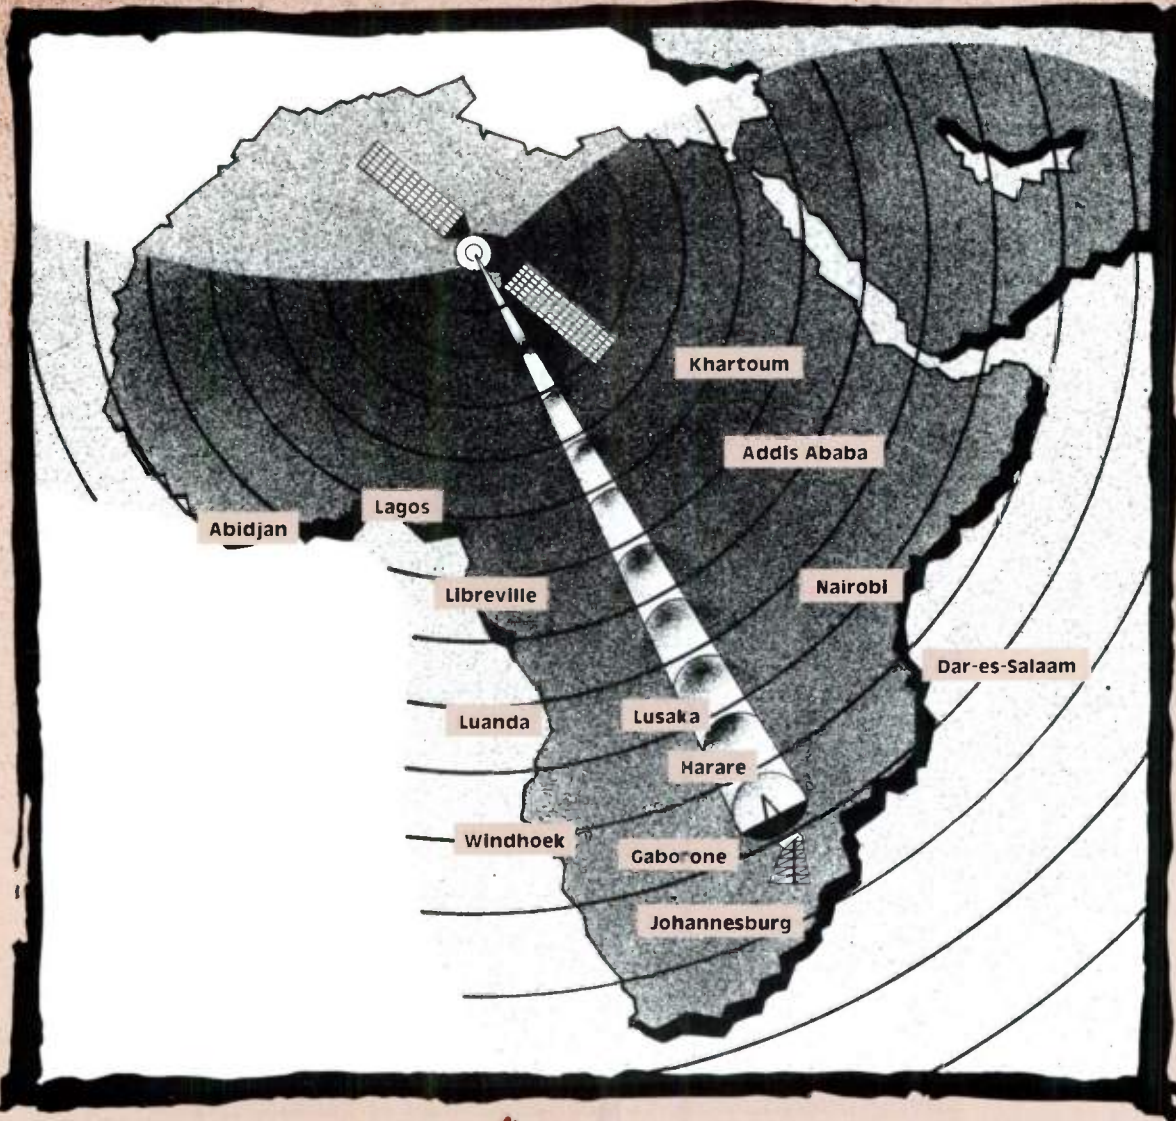 Khartoum
Addis Ababa
Lagos
Abidjan
Nairobi
Libreville
Dar-es-Salaam
Lusaka
Luanda
Harare
Windhoek
Gaborone
Johannesburg